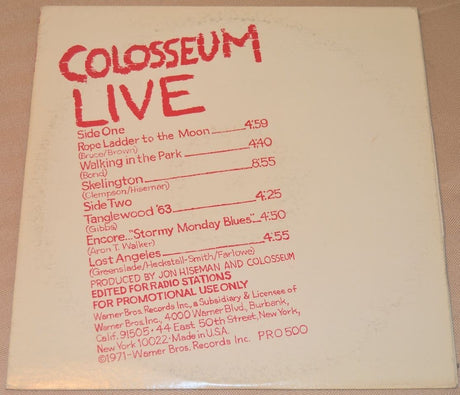 COLOSSEUM
LIVE
Side One
Rope Ladder to the Moon 4:59
(Bruce/Brown)
Walking in the Park 4:40
(Bond)
Skelington 8:55
(Clempson/Hiseman)
Side Two
Tanglewood '63 4:25
(Gibbs)
Encore..."Stormy Monday Blues" 4:50
(Aron T. Walker)
Lost Angeles 4:55
(Greenslade/Heckstall-Smith/Farlowe)
PRODUCED BY JON HISEMAN AND COLOSSEUM
EDITED FOR RADIO STATIONS
FOR PROMOTIONAL USE ONLY
Warner Bros. Records Inc., a Subsidiary & Licensee of
Warner Bros. Inc., 4000 Warner Blvd., Burbank,
Calif. 91505 · 44 East 50th Street, New York,
New York 10022 · Made in U.S.A.
©1971-Warner Bros. Records Inc. PRO 500